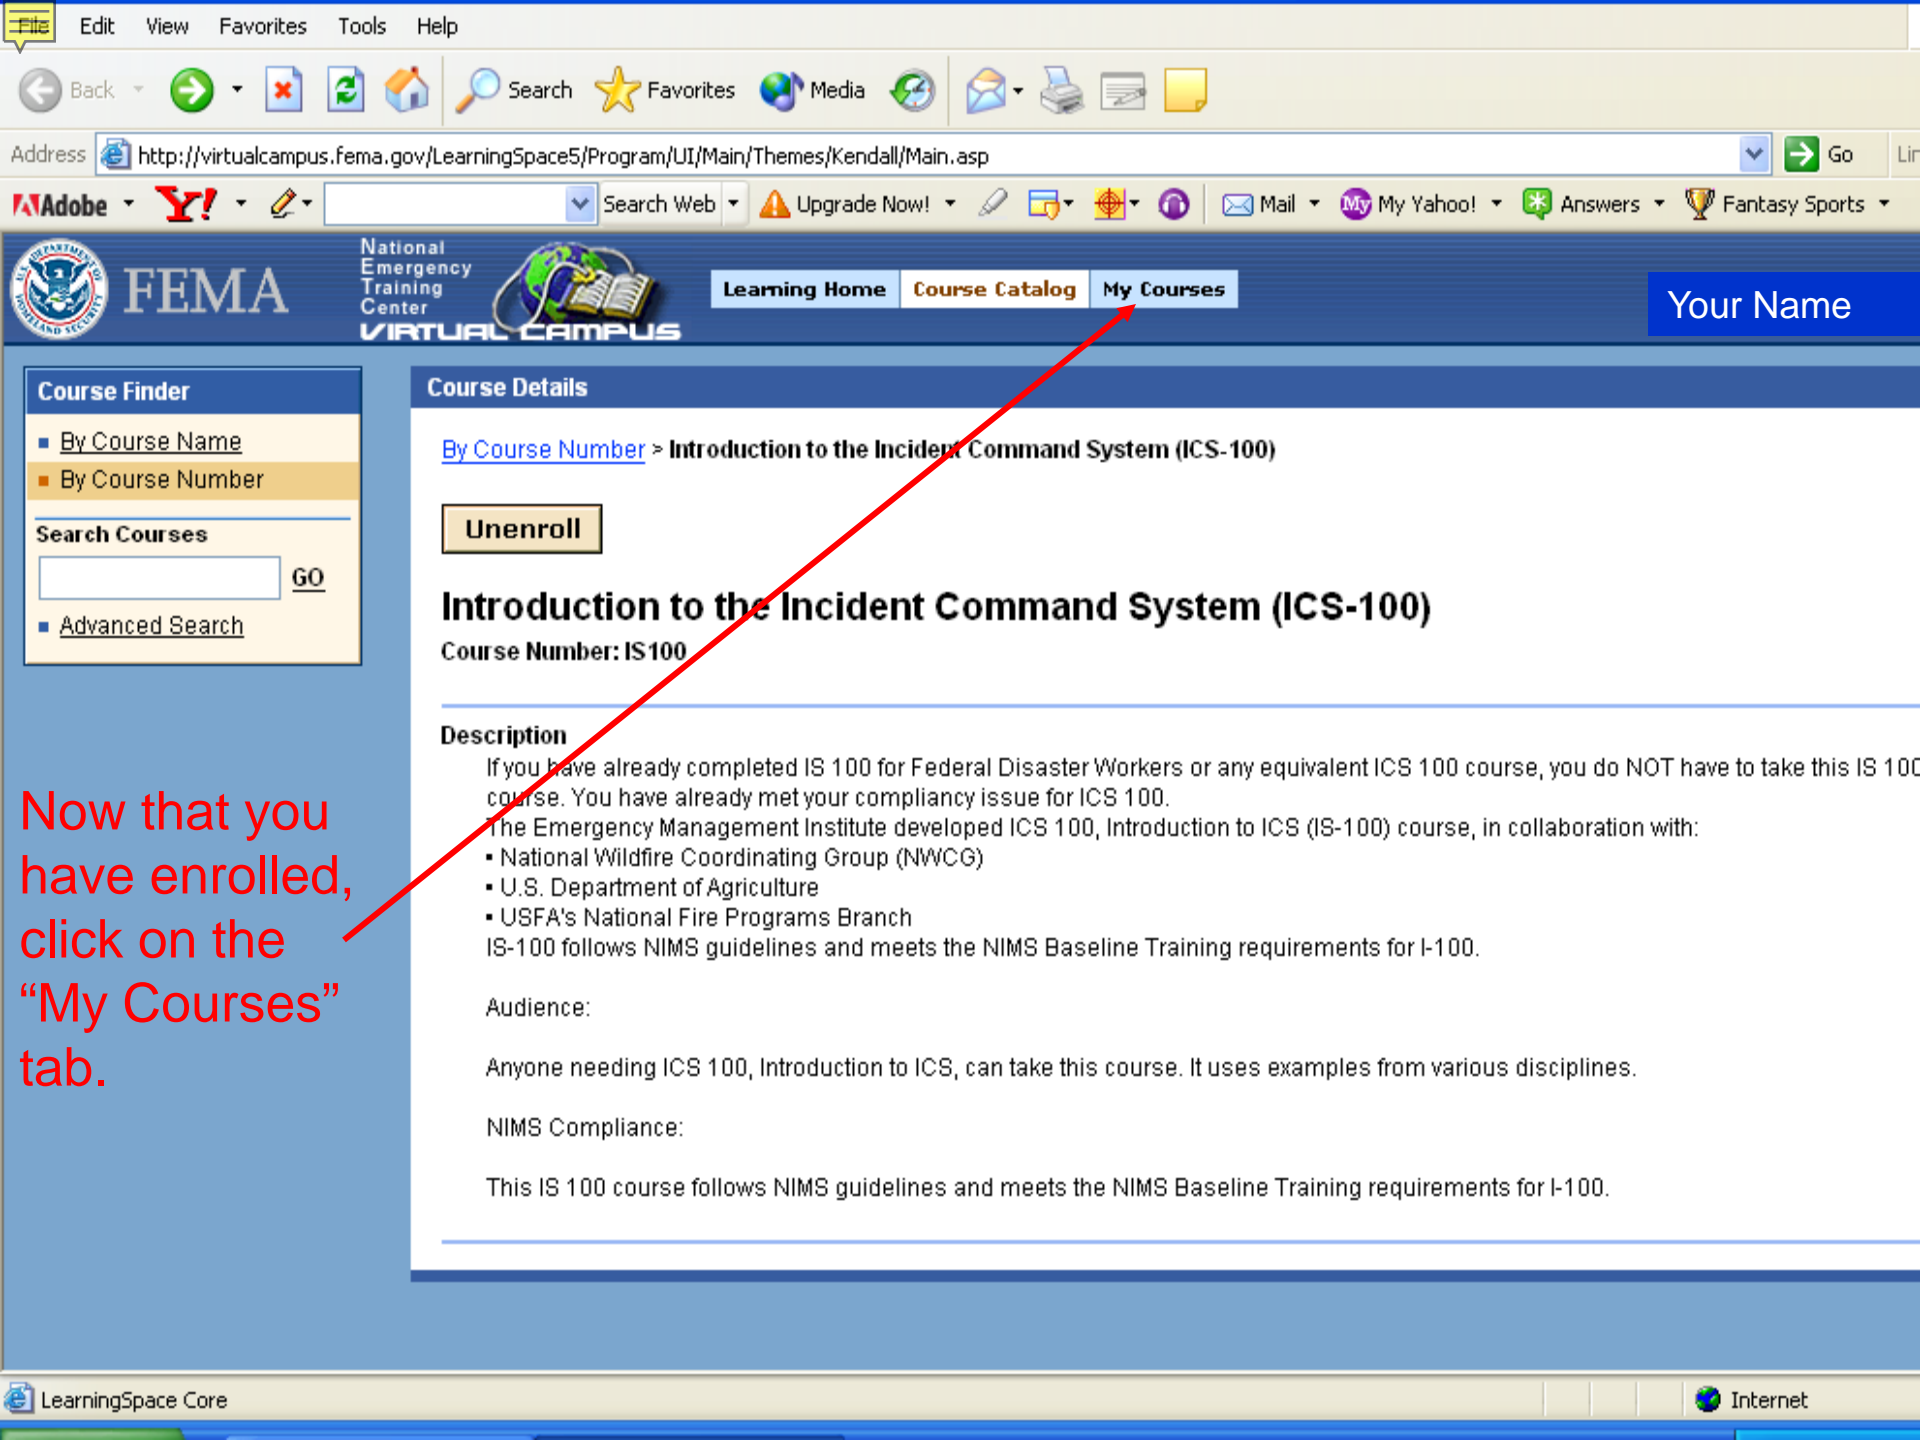 File Edit View Favorites Tools Help
Back Search Favorites Media
Address http://virtualcampus.fema.gov/LearningSpace5/Program/UI/Main/Themes/Kendall/Main.asp Go
Adobe Y! Search Web Upgrade Now! Mail My My Yahoo! Answers Fantasy Sports
FEMA
National
Emergency
Training
Center
VIRTUAL CAMPUS
Learning Home Course Catalog My Courses
Your Name
Course Finder
By Course Name
By Course Number
Search Courses
GO
Advanced Search
Now that you
have enrolled,
click on the
“My Courses”
tab.
Course Details
By Course Number > Introduction to the Incident Command System (ICS-100)
Unenroll
Introduction to the Incident Command System (ICS-100)
Course Number: IS100
Description
If you have already completed IS 100 for Federal Disaster Workers or any equivalent ICS 100 course, you do NOT have to take this IS 100
course. You have already met your compliancy issue for ICS 100.
The Emergency Management Institute developed ICS 100, Introduction to ICS (IS-100) course, in collaboration with:
▪ National Wildfire Coordinating Group (NWCG)
▪ U.S. Department of Agriculture
▪ USFA's National Fire Programs Branch
IS-100 follows NIMS guidelines and meets the NIMS Baseline Training requirements for I-100.
Audience:
Anyone needing ICS 100, Introduction to ICS, can take this course. It uses examples from various disciplines.
NIMS Compliance:
This IS 100 course follows NIMS guidelines and meets the NIMS Baseline Training requirements for I-100.
LearningSpace Core Internet